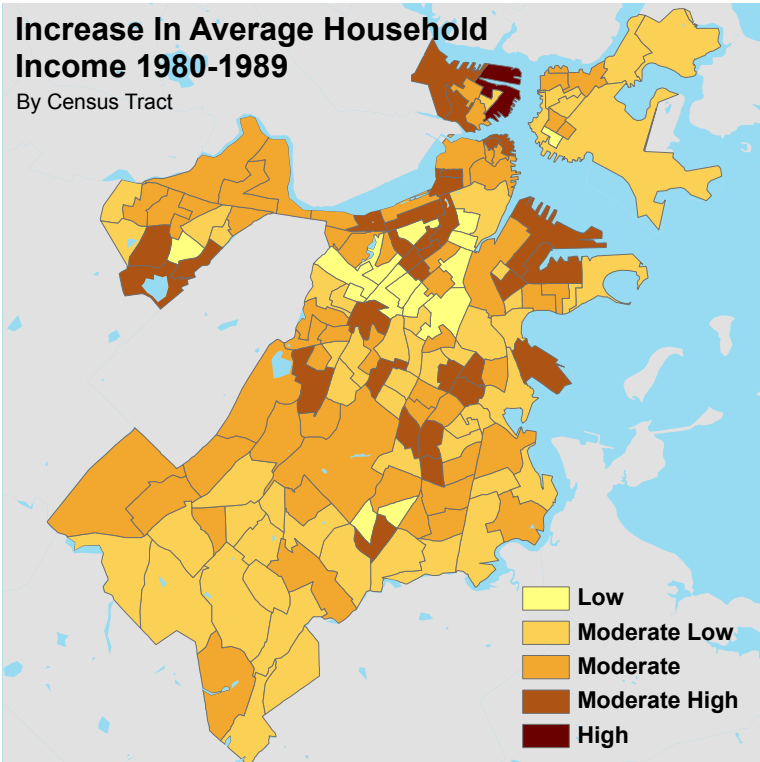 Increase In Average Household
Income 1980-1989
By Census Tract
Low
Moderate Low
Moderate
Moderate High
High